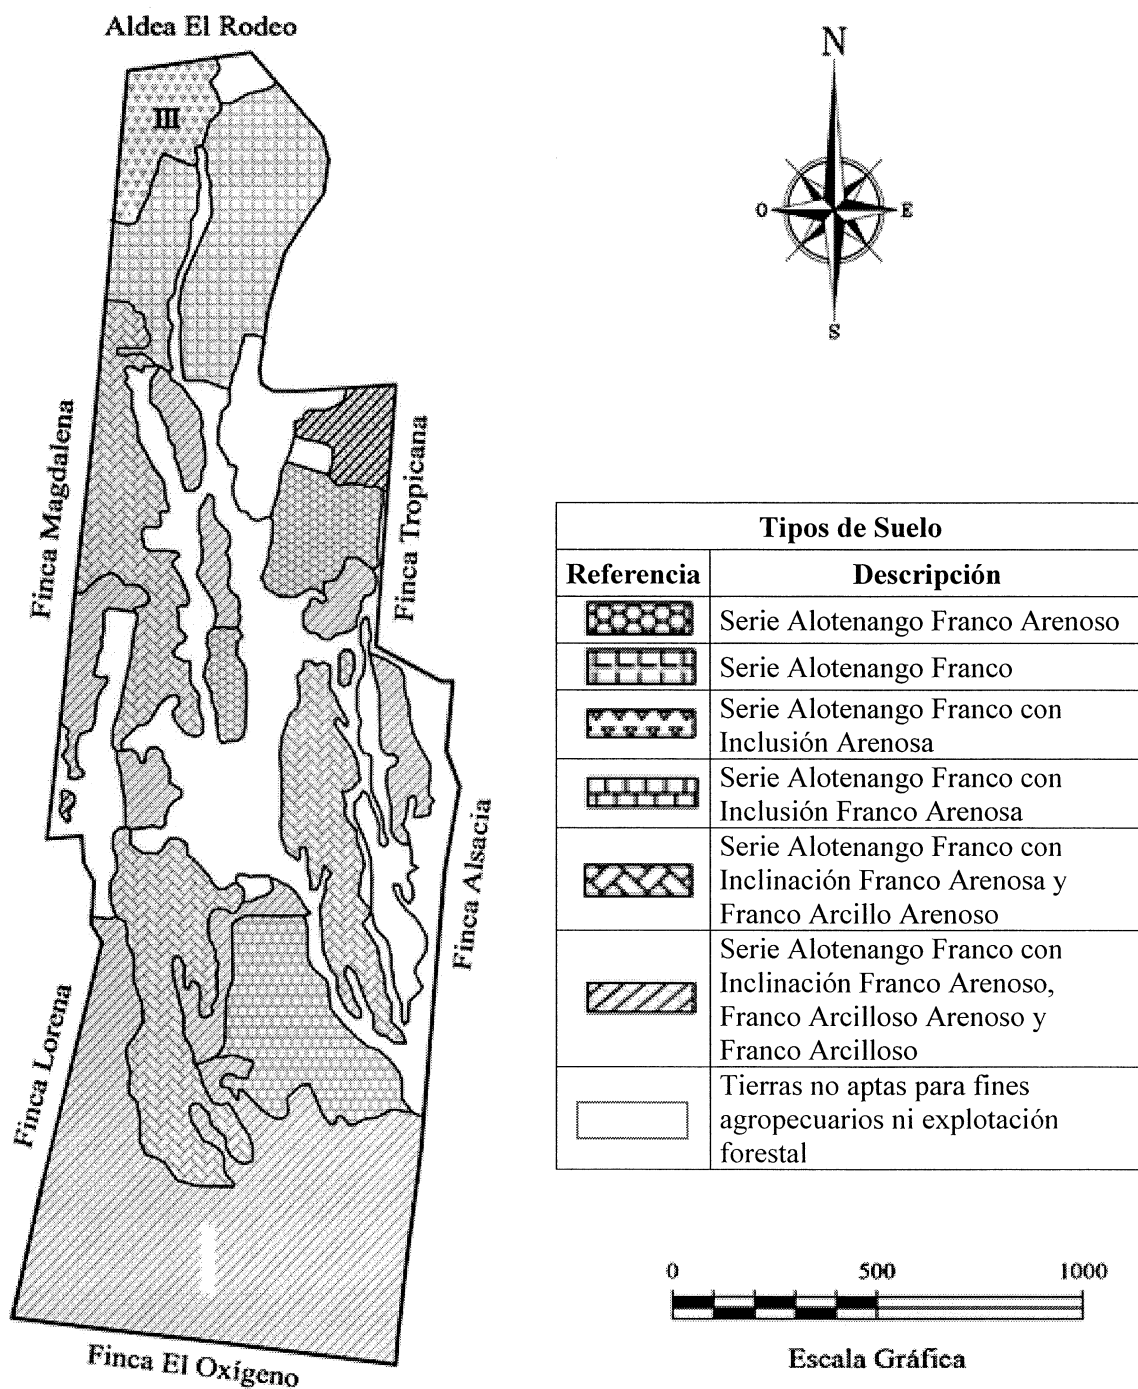 Aldea El Rodeo
III
N
O
E
S
Finca Magdalena
Finca Tropicana
Finca Alsacia
Finca Lorena
Finca El Oxígeno
Tipos de Suelo
Referencia
Descripción
Serie Alotenango Franco Arenoso
Serie Alotenango Franco
Serie Alotenango Franco con
Inclusión Arenosa
Serie Alotenango Franco con
Inclusión Franco Arenosa
Serie Alotenango Franco con
Inclinación Franco Arenosa y
Franco Arcillo Arenoso
Serie Alotenango Franco con
Inclinación Franco Arenoso,
Franco Arcilloso Arenoso y
Franco Arcilloso
Tierras no aptas para fines
agropecuarios ni explotación
forestal
0 500 1000
Escala Gráfica